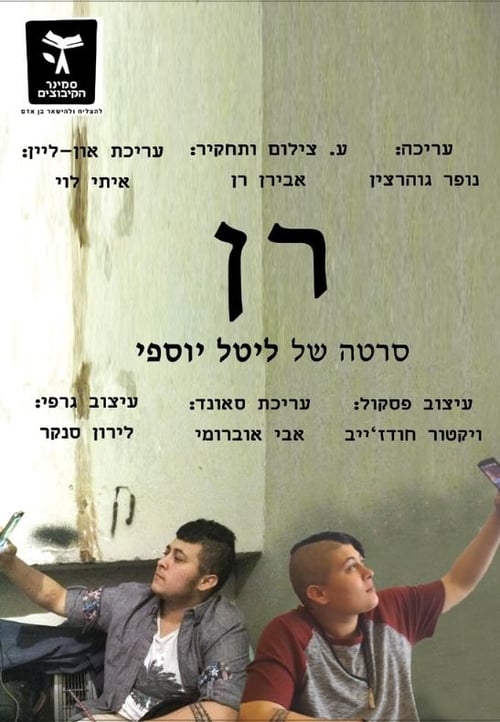 סמינר
הקיבוצים
להצליח ולהישאר בן אדם
עריכה:
נופר גוהרצין
ע. צילום ותחקיר:
אבירן רן
עריכת און-ליין:
איתי לוי
רן
סרטה של ליטל יוספי
עיצוב פסקול:
ויקטור חודז'ייב
עריכת סאונד:
אבי אוברומי
עיצוב גרפי:
לירון סנקר